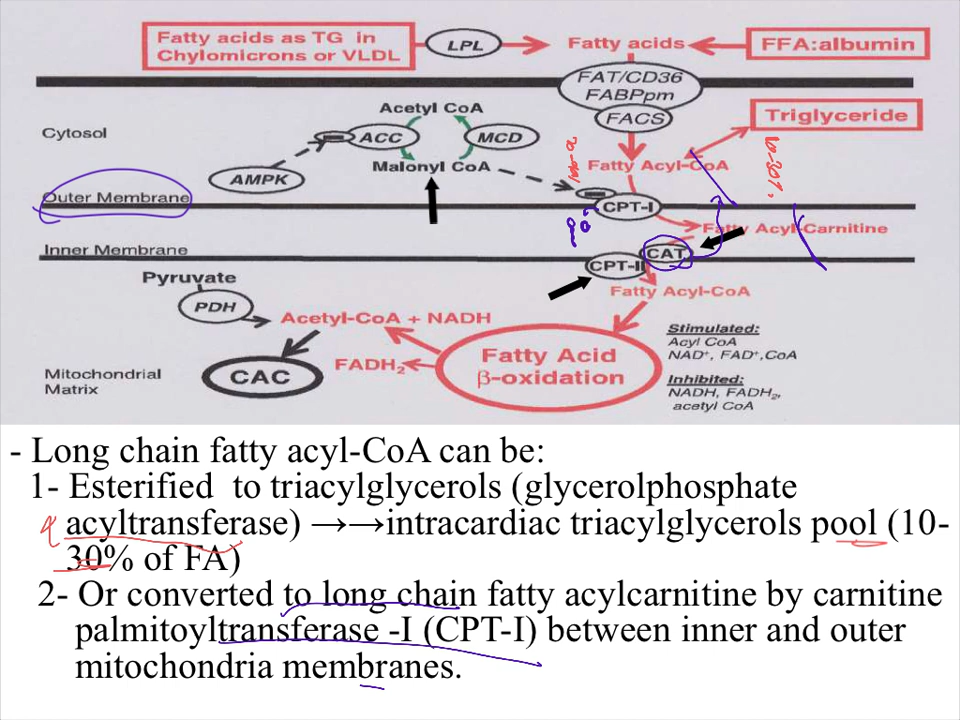 Fatty acids as TG in
Chylomicrons or VLDL
LPL
Fatty acids
FFA:albumin
FAT/CD36
FABPpm
FACS
Triglyceride
Acetyl CoA
Cytosol
ACC
MCD
Malonyl CoA
Fatty Acyl-CoA
AMPK
Outer Membrane
CPT-I
Fatty Acyl-Carnitine
Inner Membrane
CAT
CPT-II
Pyruvate
Fatty Acyl-CoA
PDH
Acetyl-CoA + NADH
Stimulated:
Acyl CoA
NAD⁺, FAD⁺,CoA
Fatty Acid
β-oxidation
FADH₂
CAC
Mitochondrial
Matrix
Inhibited:
NADH, FADH₂,
acetyl CoA
- Long chain fatty acyl-CoA can be:
1- Esterified to triacylglycerols (glycerolphosphate
acyltransferase) →→intracardiac triacylglycerols pool (10-
30% of FA)
2- Or converted to long chain fatty acylcarnitine by carnitine
palmitoyltransferase -I (CPT-I) between inner and outer
mitochondria membranes.